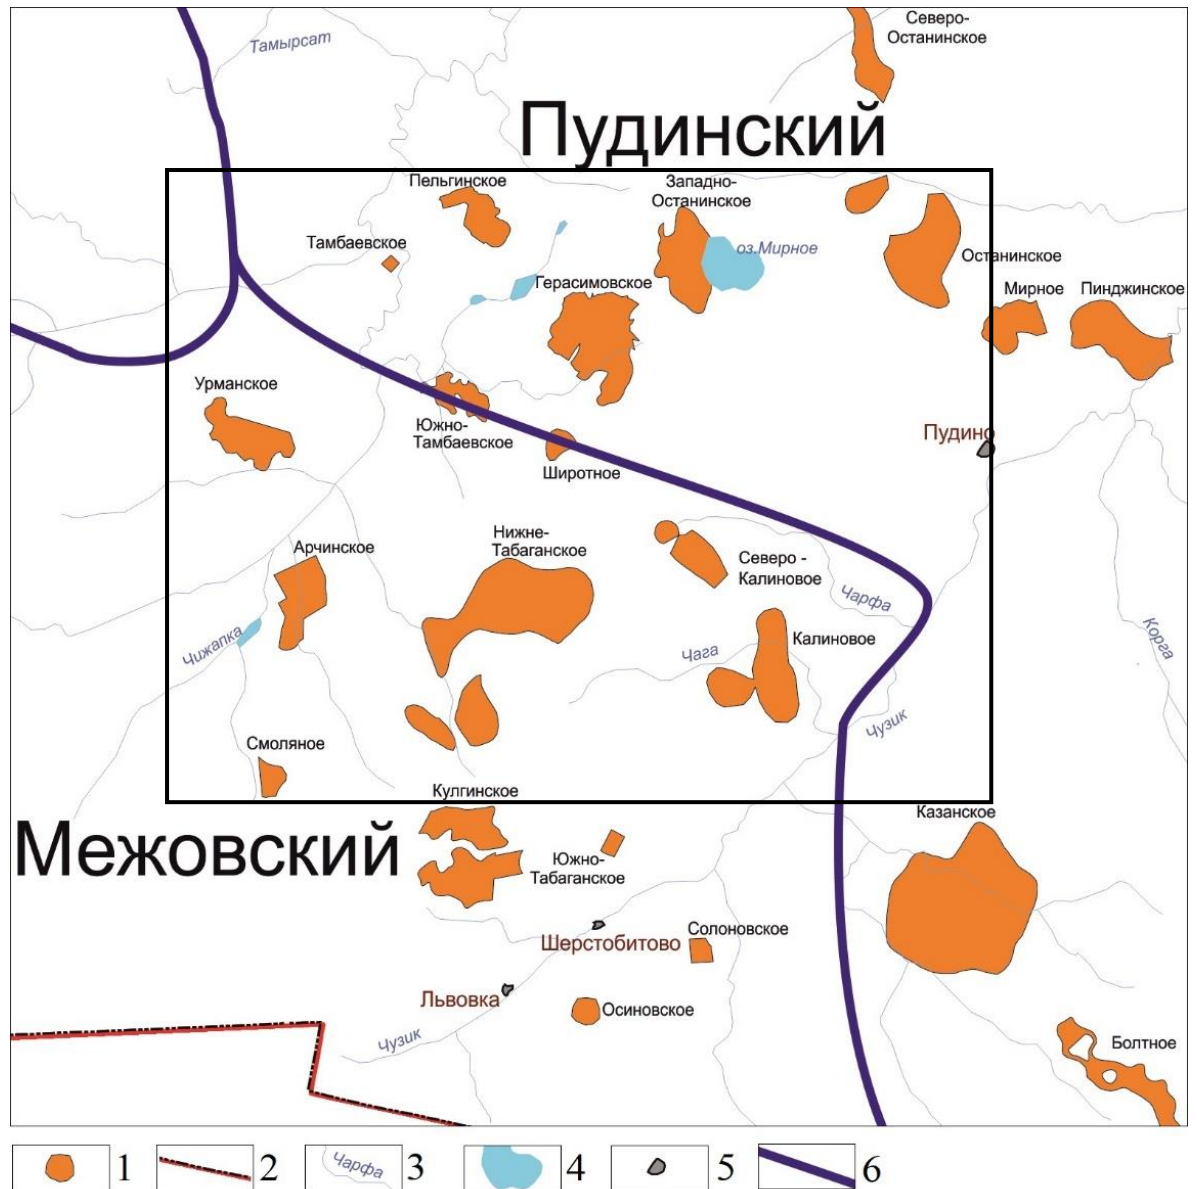 Северо-
Останинское
Тамырсат
Пудинский
Пельгинское
Западно-
Останинское
Тамбаевское
оз.Мирное
Останинское
Герасимовское
Мирное
Пинджинское
Урманское
Южно-
Тамбаевское
Пудино
Широтное
Нижне-
Табаганское
Арчинское
Северо -
Калиновое
Чарфа
Калиновое
Чижапка
Чага
Корга
Чузик
Смоляное
Кулгинское
Казанское
Межовский
Южно-
Табаганское
Солоновское
Шерстобитово
Львовка
Осиновское
Чузик
Болтное
1
2
Чарфа
3
4
5
6